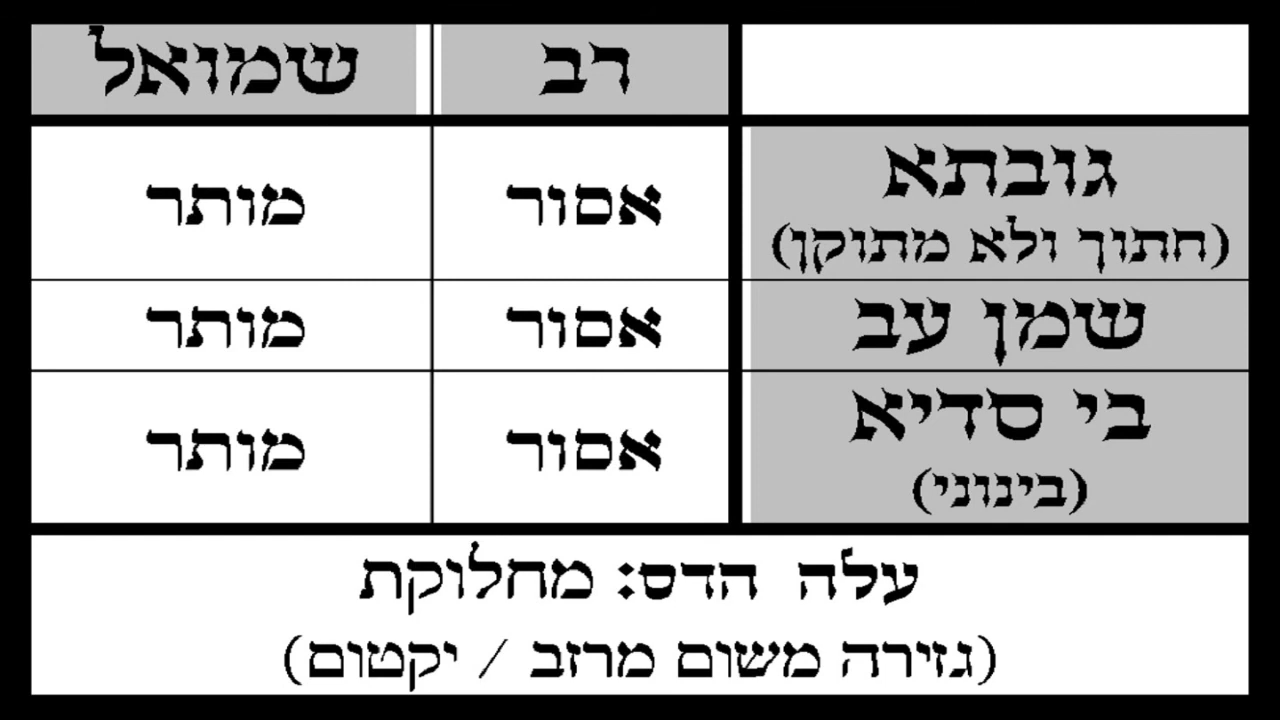 רב שמואל
גובתא אסור מותר
(חתוך ולא מתוקן)
שמן עב אסור מותר
בי סדיא אסור מותר
(בינוני)
עלה הדס: מחלוקת
(גזירה משום מרזב / יקטום)